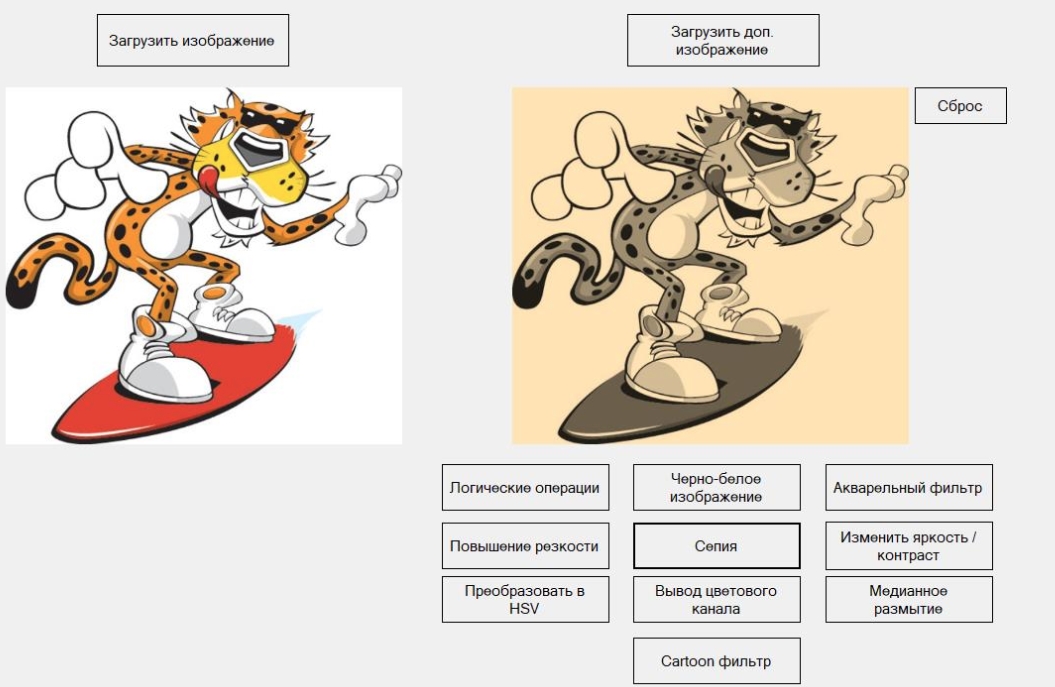 Загрузить изображение
Загрузить доп.
изображение
Сброс
Логические операции
Черно-белое
изображение
Акварельный фильтр
Повышение резкости
Сепия
Изменить яркость /
контраст
Преобразовать в
HSV
Вывод цветового
канала
Медианное
размытие
Cartoon фильтр